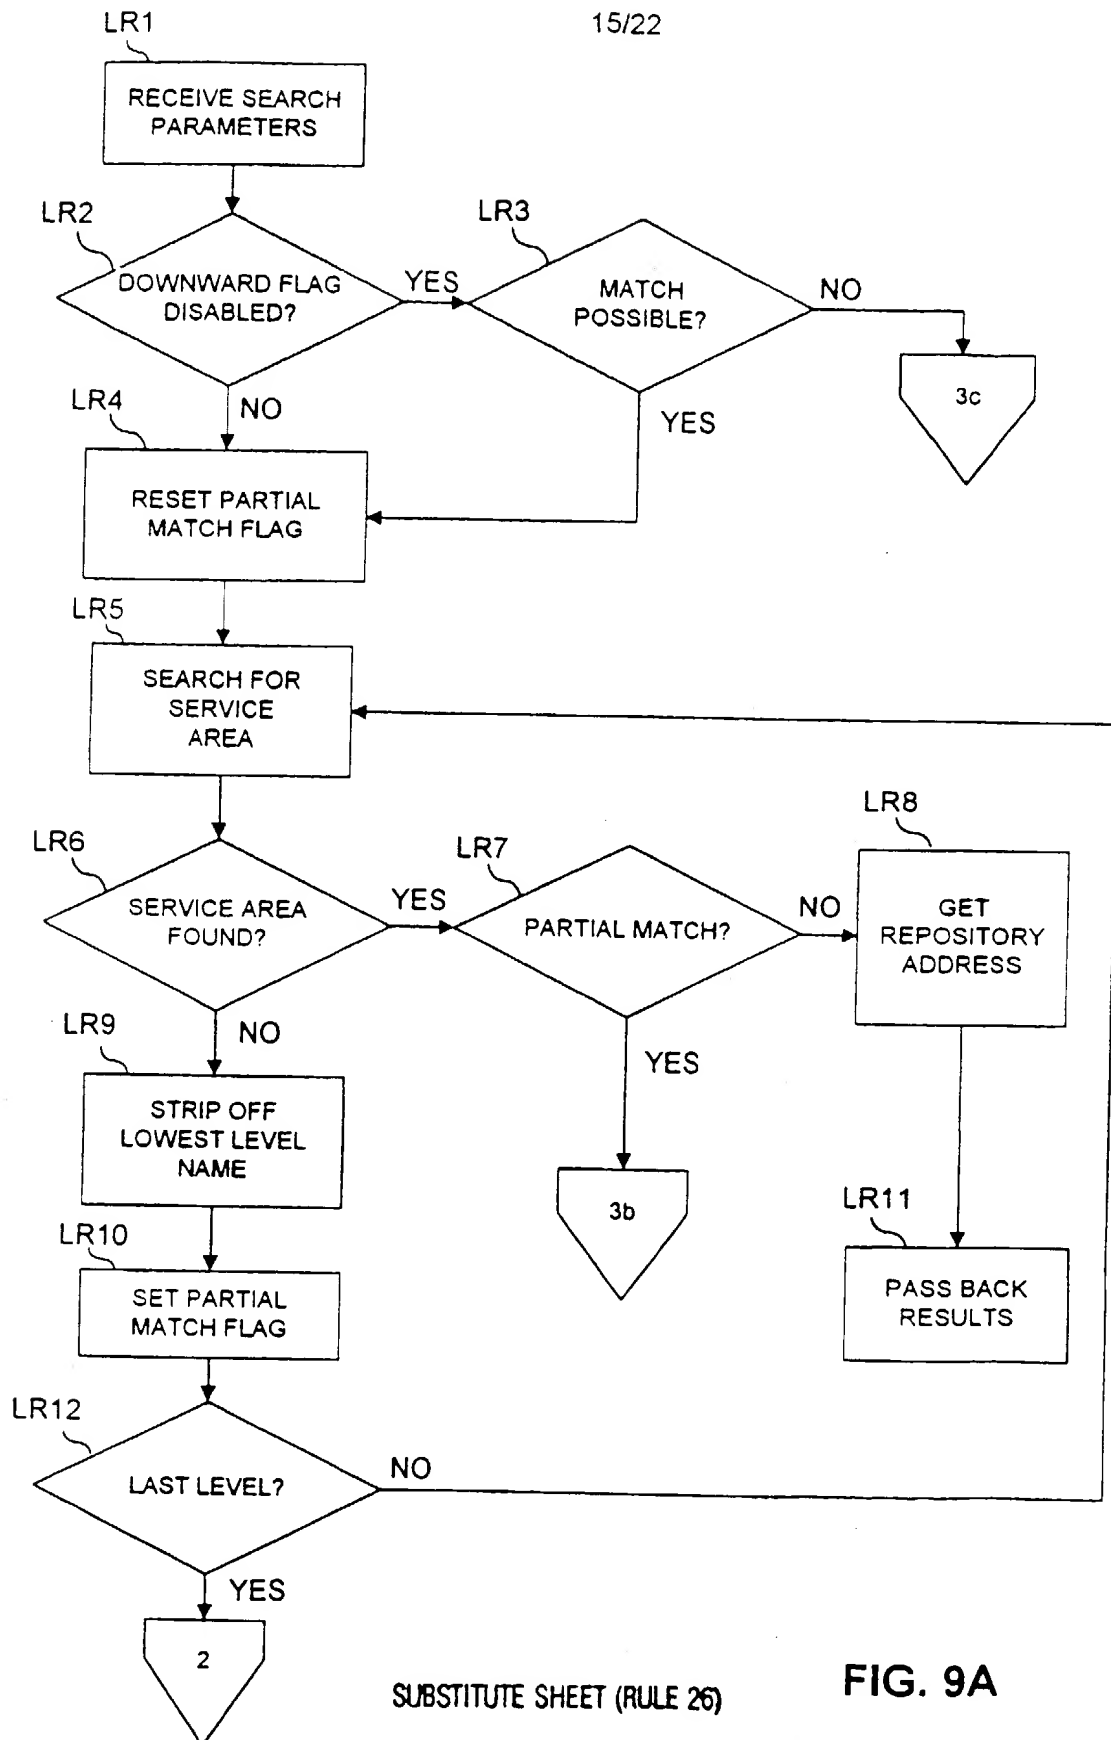 15/22
LR1
RECEIVE SEARCH
PARAMETERS
LR2
DOWNWARD FLAG
DISABLED?
YES
LR3
MATCH
POSSIBLE?
NO
3c
NO
YES
LR4
RESET PARTIAL
MATCH FLAG
LR5
SEARCH FOR
SERVICE
AREA
LR6
SERVICE AREA
FOUND?
YES
LR7
PARTIAL MATCH?
NO
LR8
GET
REPOSITORY
ADDRESS
NO
YES
LR9
STRIP OFF
LOWEST LEVEL
NAME
3b
LR11
PASS BACK
RESULTS
LR10
SET PARTIAL
MATCH FLAG
LR12
LAST LEVEL?
NO
YES
2
SUBSTITUTE SHEET (RULE 26)
FIG. 9A